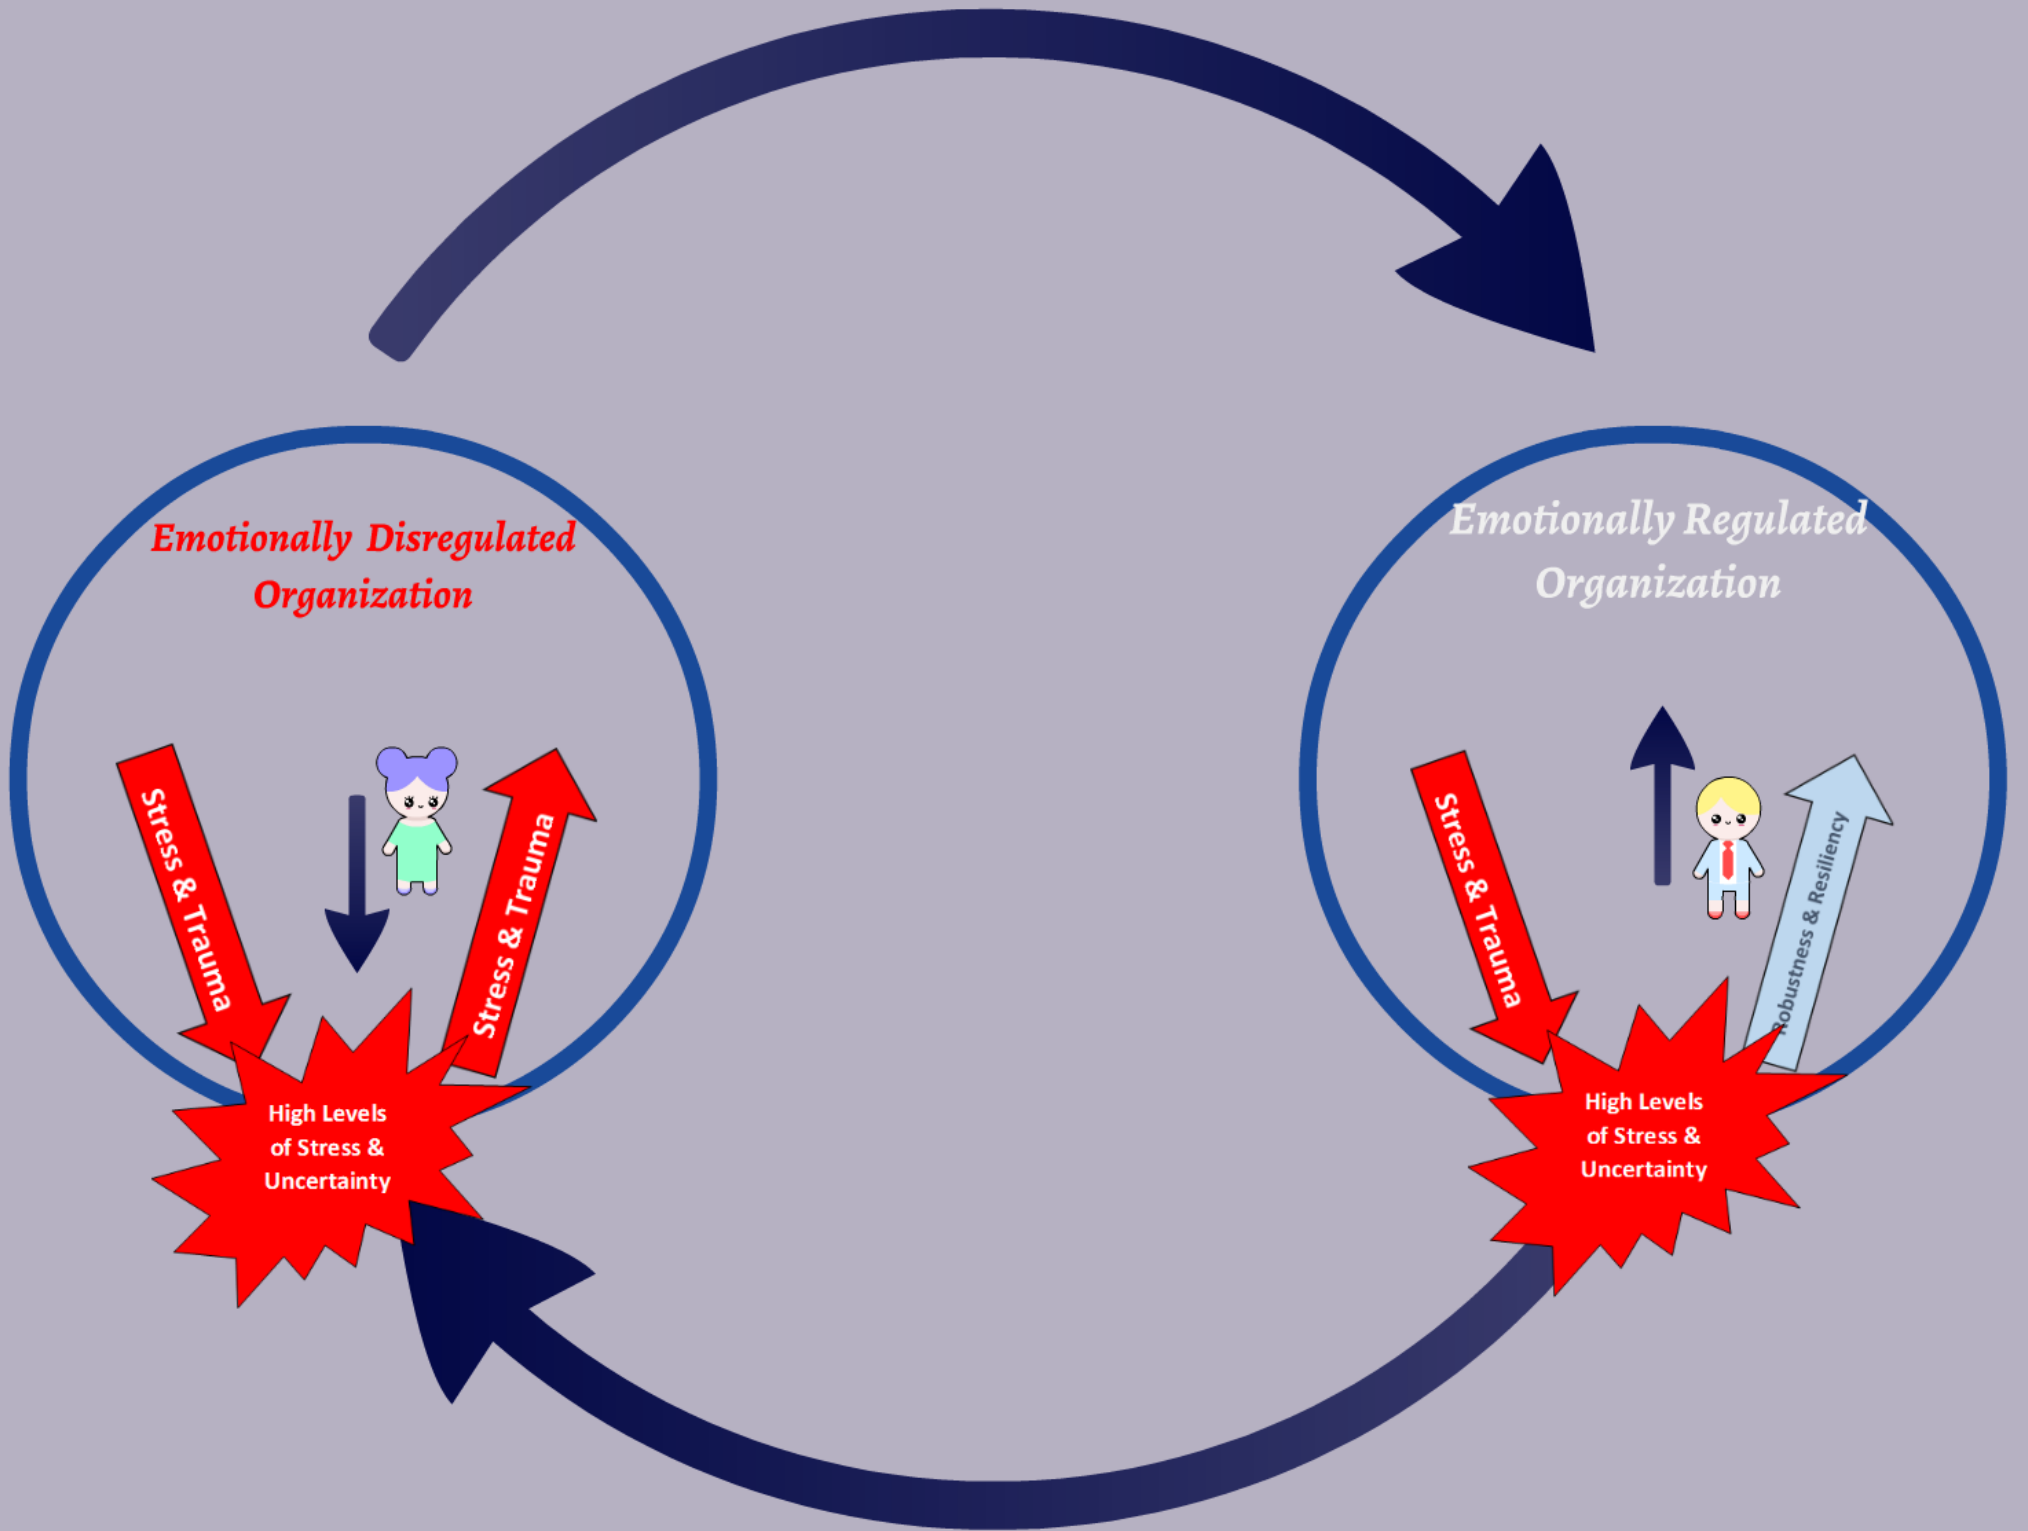 Emotionally Disregulated
Organization
Stress & Trauma
Stress & Trauma
High Levels
of Stress &
Uncertainty
Emotionally Regulated
Organization
Stress & Trauma
Robustness & Resiliency
High Levels
of Stress &
Uncertainty